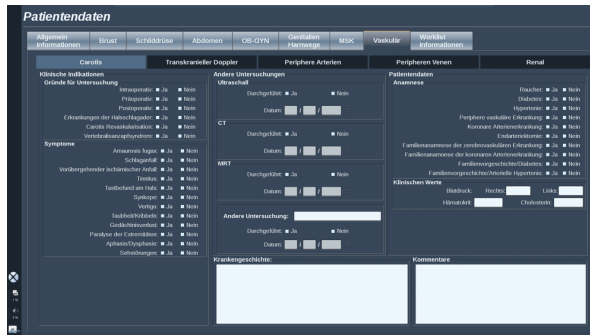 Patientendaten
Allgemein Informationen
Brust
Schilddrüse
Abdomen
OB-GYN
Genitalien Harnwege
MSK
Vaskulär
Worklist Informationen
Carotis
Transkranieller Doppler
Periphere Arterien
Peripheren Venen
Renal
Klinische Indikationen
Gründe für Untersuchung
Intraoperativ: Ja Nein
Präoperativ: Ja Nein
Postoperativ: Ja Nein
Erkrankungen der Halsschlagader: Ja Nein
Carotis Revaskularisation: Ja Nein
Vertebralisanzapfsyndrom: Ja Nein
Symptome
Amaurosis fugax: Ja Nein
Schlaganfall: Ja Nein
Vorübergehender ischämischer Anfall: Ja Nein
Tinnitus: Ja Nein
Tastbefund am Hals: Ja Nein
Synkope: Ja Nein
Vertigo: Ja Nein
Taubheit/Kribbeln: Ja Nein
Gedächtnisverlust: Ja Nein
Paralyse der Extremitäten: Ja Nein
Aphasie/Dysphasie: Ja Nein
Sehstörungen: Ja Nein
Andere Untersuchungen
Ultraschall
Durchgeführt: Ja Nein
Datum: / /
CT
Durchgeführt: Ja Nein
Datum: / /
MRT
Durchgeführt: Ja Nein
Datum: / /
Andere Untersuchung:
Durchgeführt: Ja Nein
Datum: / /
Patientendaten
Anamnese
Raucher: Ja Nein
Diabetes: Ja Nein
Hypertonie: Ja Nein
Periphere vaskuläre Erkrankung: Ja Nein
Koronare Arterienerkrankung: Ja Nein
Endarteriektomie: Ja Nein
Familienanamnese der zerebrovaskulären Erkrankung: Ja Nein
Familienanamnese der koronaren Arterienerkrankung: Ja Nein
Familienvorgeschichte/Diabetes: Ja Nein
Familienvorgeschichte/Arterielle Hypertonie: Ja Nein
Klinischen Werte
Blutdruck: Rechts: Links:
Hämatokrit: Cholesterin:
Krankengeschichte:
Kommentare